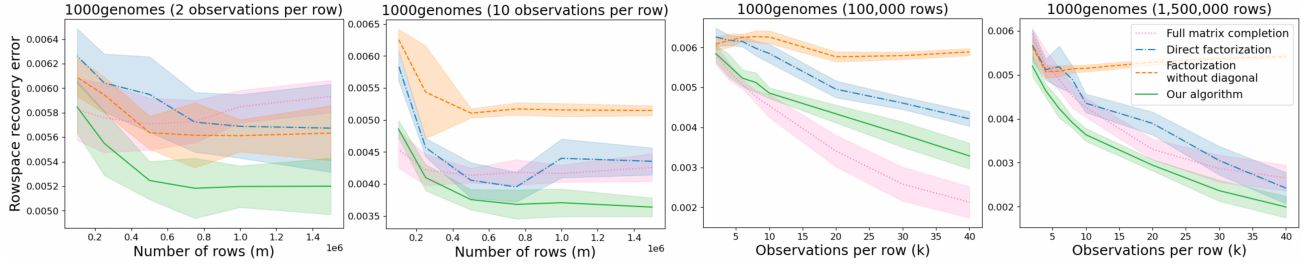 1000genomes (2 observations per row)
Rowspace recovery error
0.0064
0.0062
0.0060
0.0058
0.0056
0.0054
0.0052
0.0050
0.2 0.4 0.6 0.8 1.0 1.2 1.4
1e6
Number of rows (m)
1000genomes (10 observations per row)
0.0065
0.0060
0.0055
0.0050
0.0045
0.0040
0.0035
0.2 0.4 0.6 0.8 1.0 1.2 1.4
1e6
Number of rows (m)
1000genomes (100,000 rows)
0.006
0.005
0.004
0.003
0.002
5 10 15 20 25 30 35 40
Observations per row (k)
1000genomes (1,500,000 rows)
0.006
0.005
0.004
0.003
0.002
5 10 15 20 25 30 35 40
Observations per row (k)
Full matrix completion
Direct factorization
Factorization
without diagonal
Our algorithm